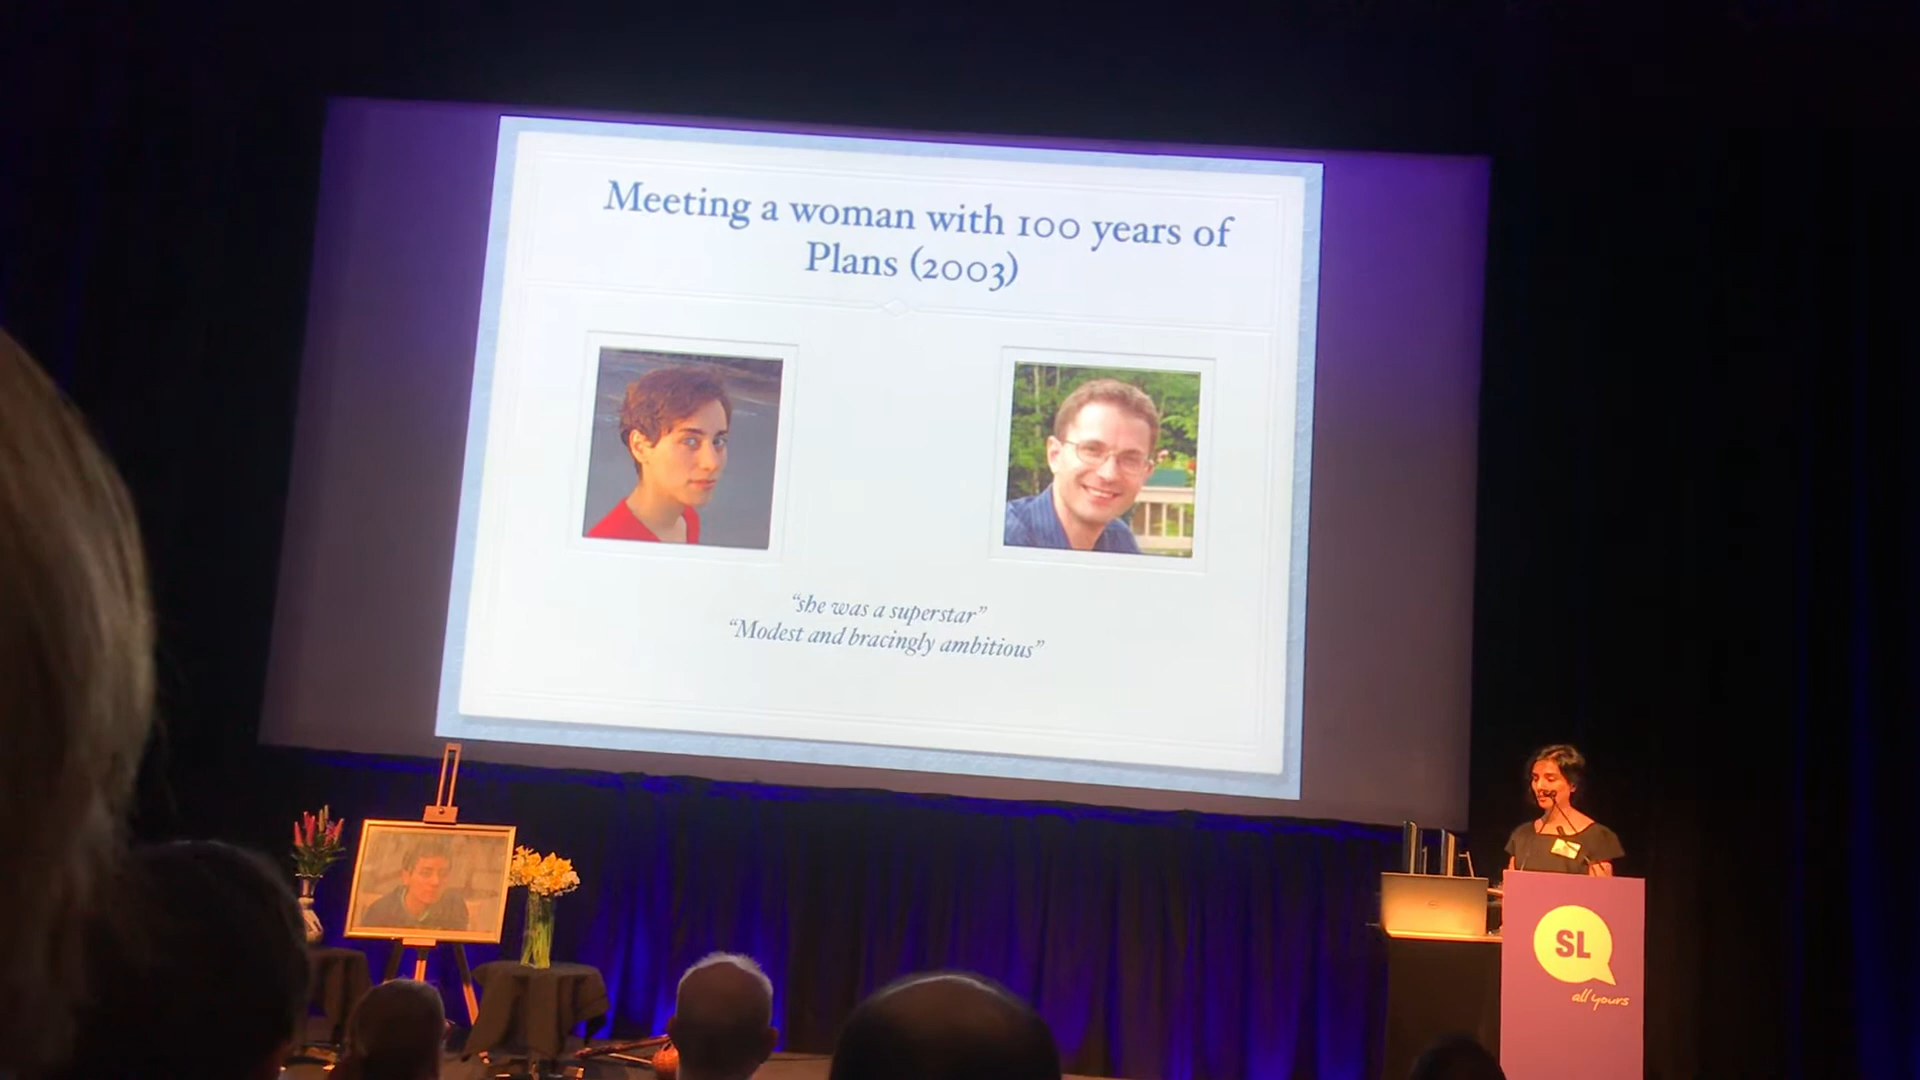 Meeting a woman with 100 years of
Plans (2003)
“she was a superstar”
“Modest and bracingly ambitious”
SL
all yours